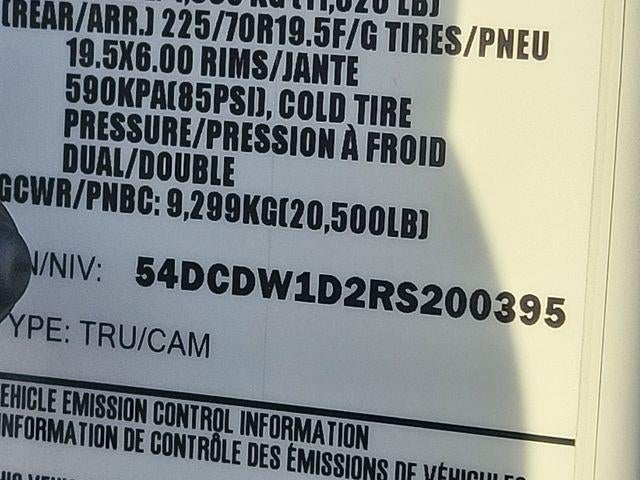 (REAR/ARR.) 225/70R19.5F/G TIRES/PNEU
19.5X6.00 RIMS/JANTE
590KPA(85PSI), COLD TIRE
PRESSURE/PRESSION À FROID
DUAL/DOUBLE
GCWR/PNBC: 9,299KG(20,500LB)
N/NIV: 54DCDW1D2RS200395
YPE: TRU/CAM
EHICLE EMISSION CONTROL INFORMATION
INFORMATION DE CONTRÔLE DES ÉMISSIONS DE VÉHICULES